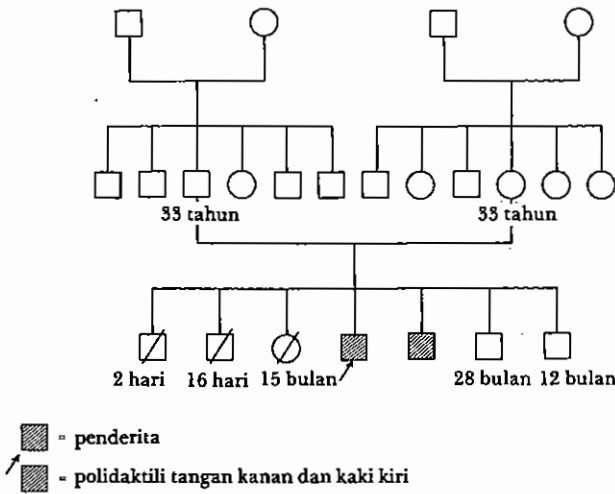 33 tahun 33 tahun
2 hari 16 hari 15 bulan 28 bulan 12 bulan
= penderita
= polidaktili tangan kanan dan kaki kiri